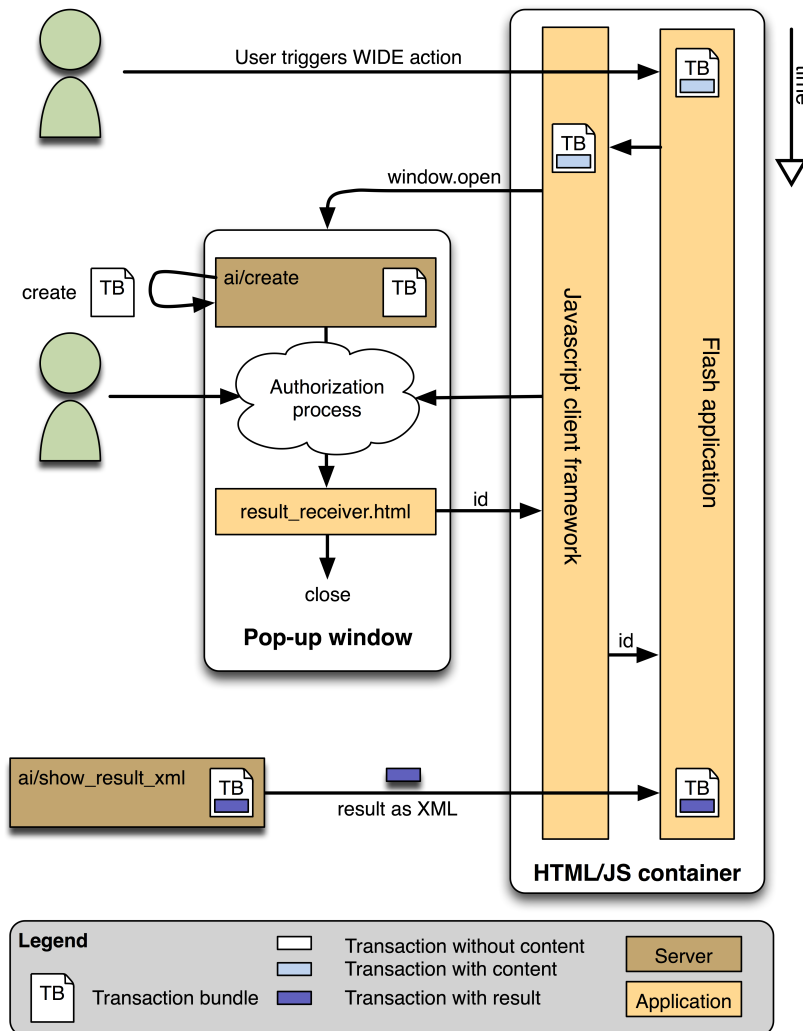 User triggers WIDE action
TB
time
TB
window.open
ai/create
TB
create
TB
Authorization
process
Javascript client framework
Flash application
result_receiver.html
id
close
Pop-up window
id
ai/show_result_xml
TB
result as XML
TB
HTML/JS container
Legend
TB
Transaction bundle
Transaction without content
Transaction with content
Transaction with result
Server
Application